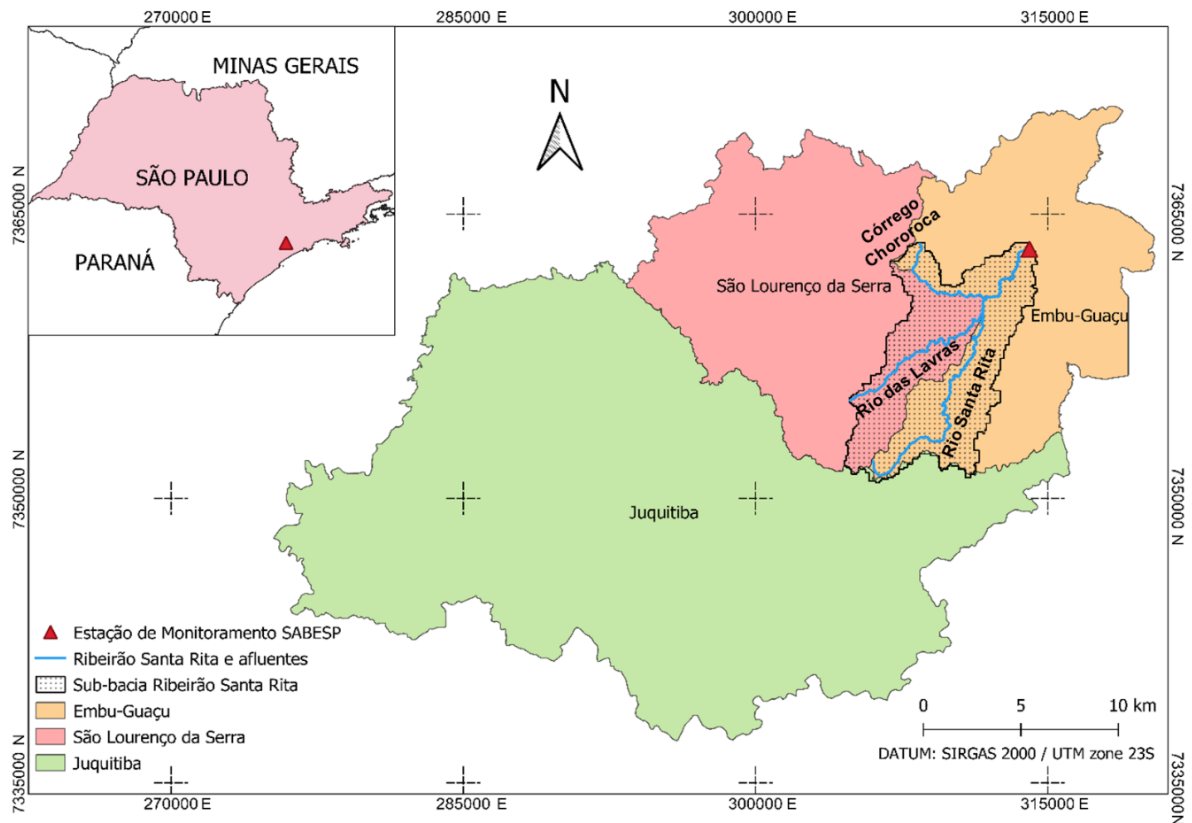 270000 E
285000 E
300000 E
315000 E
MINAS GERAIS
SÃO PAULO
PARANÁ
N
7365000 N
7365000 N
Córrego
Chororoca
São Lourenço da Serra
Embu-Guaçu
Rio das Lavras
Rio Santa Rita
7350000 N
7350000 N
Juquitiba
Estação de Monitoramento SABESP
Ribeirão Santa Rita e afluentes
Sub-bacia Ribeirão Santa Rita
Embu-Guaçu
São Lourenço da Serra
Juquitiba
0 5 10 km
DATUM: SIRGAS 2000 / UTM zone 23S
7335000 N
7335000 N
270000 E
285000 E
300000 E
315000 E